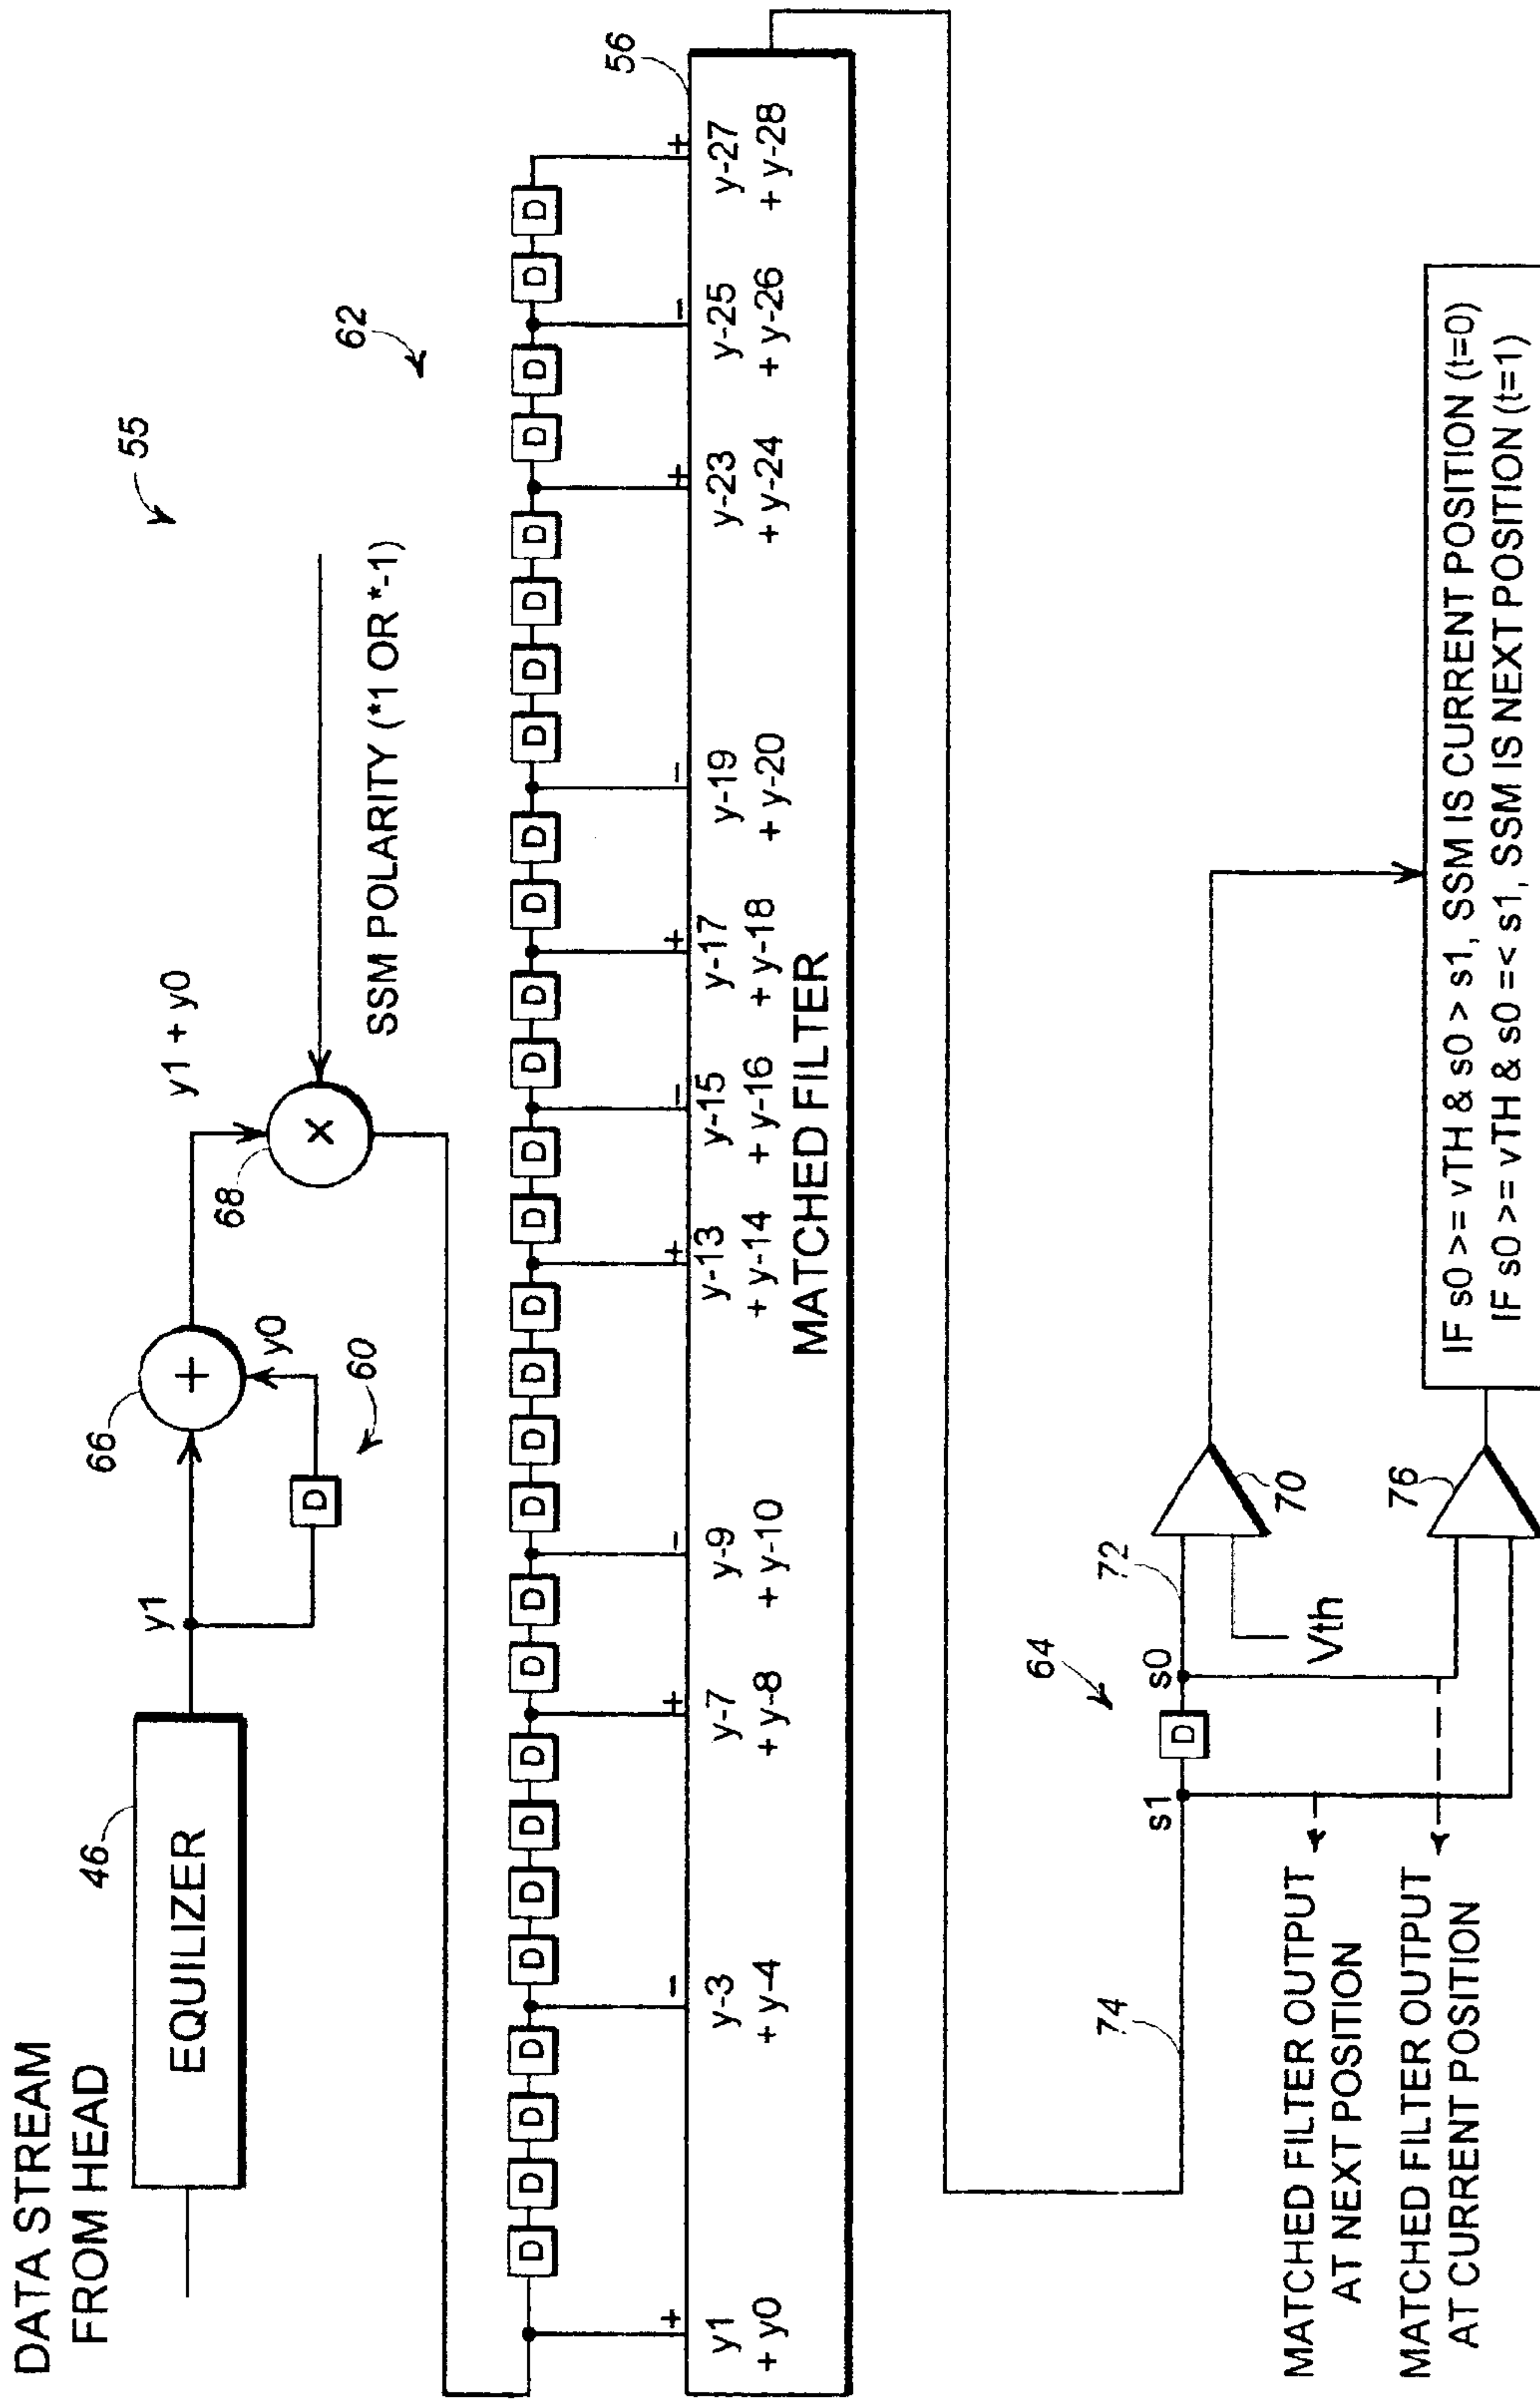 DATA STREAM
FROM HEAD
46
EQUILIZER
y1
D
66
+
y0
60
y1 + y0
68
X
SSM POLARITY (*1 OR *-1)
55
62
D D D D D D D D D D D D D D D D D D D D D D D D D D D D
+ − + − + − + − + − +
56
y1 y-3 y-7 y-9 y-13 y-15 y-17 y-19 y-23 y-25 y-27
+ y0 + y-4 + y-8 + y-10 + y-14 + y-16 + y-18 + y-20 + y-24 + y-26 + y-28
MATCHED FILTER
74
s1
D
s0
64
72
Vth
70
76
MATCHED FILTER OUTPUT
AT NEXT POSITION
MATCHED FILTER OUTPUT
AT CURRENT POSITION
IF s0 >= vTH & s0 > s1, SSM IS CURRENT POSITION (t=0)
IF s0 >= vTH & s0 =< s1, SSM IS NEXT POSITION (t=1)